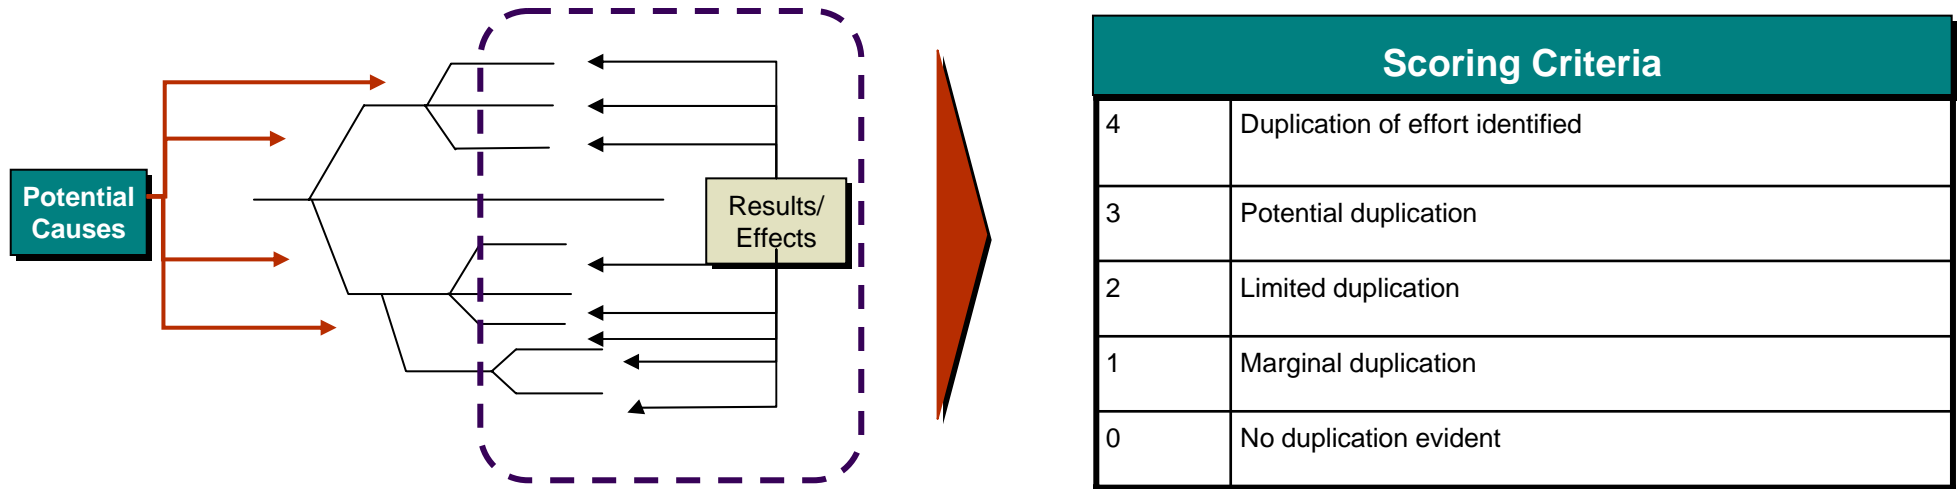 Potential
Causes
Results/
Effects
Scoring Criteria
4 Duplication of effort identified
3 Potential duplication
2 Limited duplication
1 Marginal duplication
0 No duplication evident